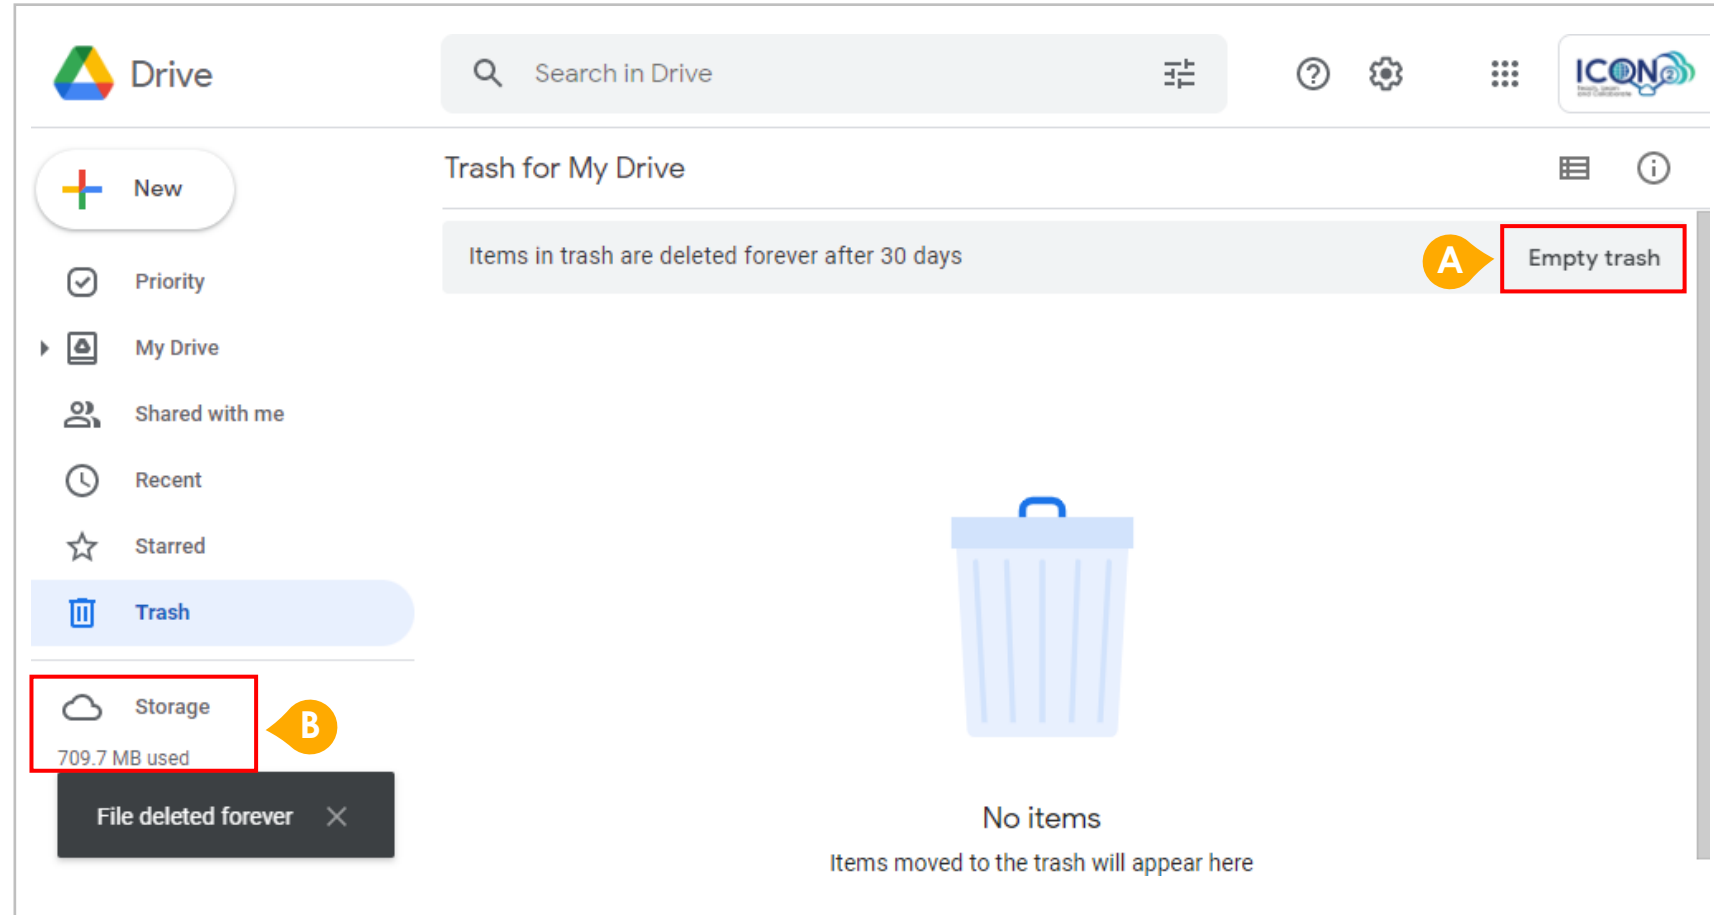 Drive
Search in Drive
ICON2
New
Trash for My Drive
Items in trash are deleted forever after 30 days
A
Empty trash
Priority
My Drive
Shared with me
Recent
Starred
Trash
Storage
B
709.7 MB used
File deleted forever
No items
Items moved to the trash will appear here